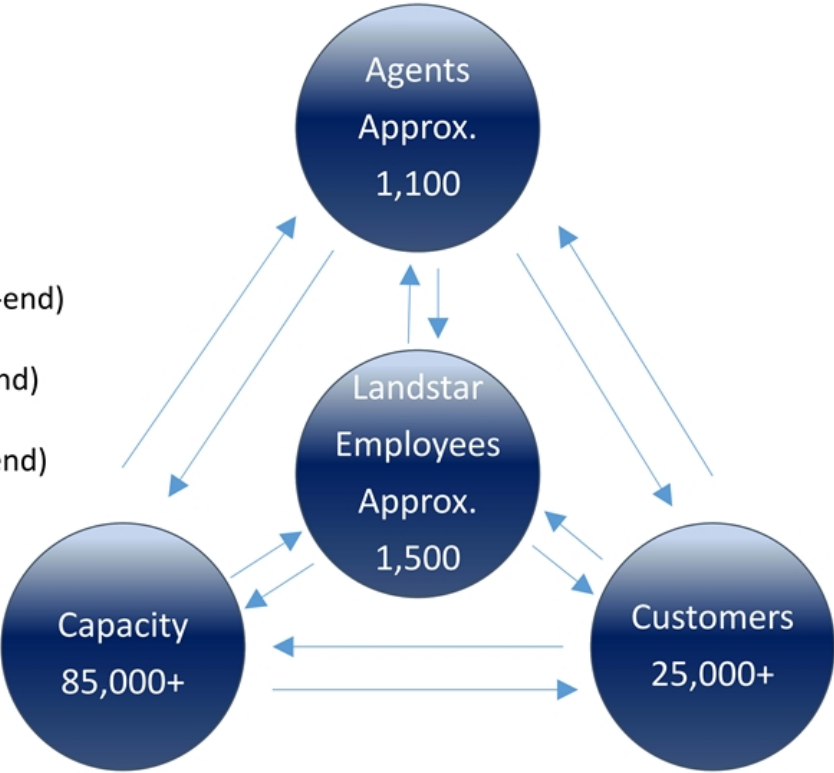 Agents
Approx.
1,100
-end)
nd)
end)
Landstar
Employees
Approx.
1,500
Capacity
85,000+
Customers
25,000+